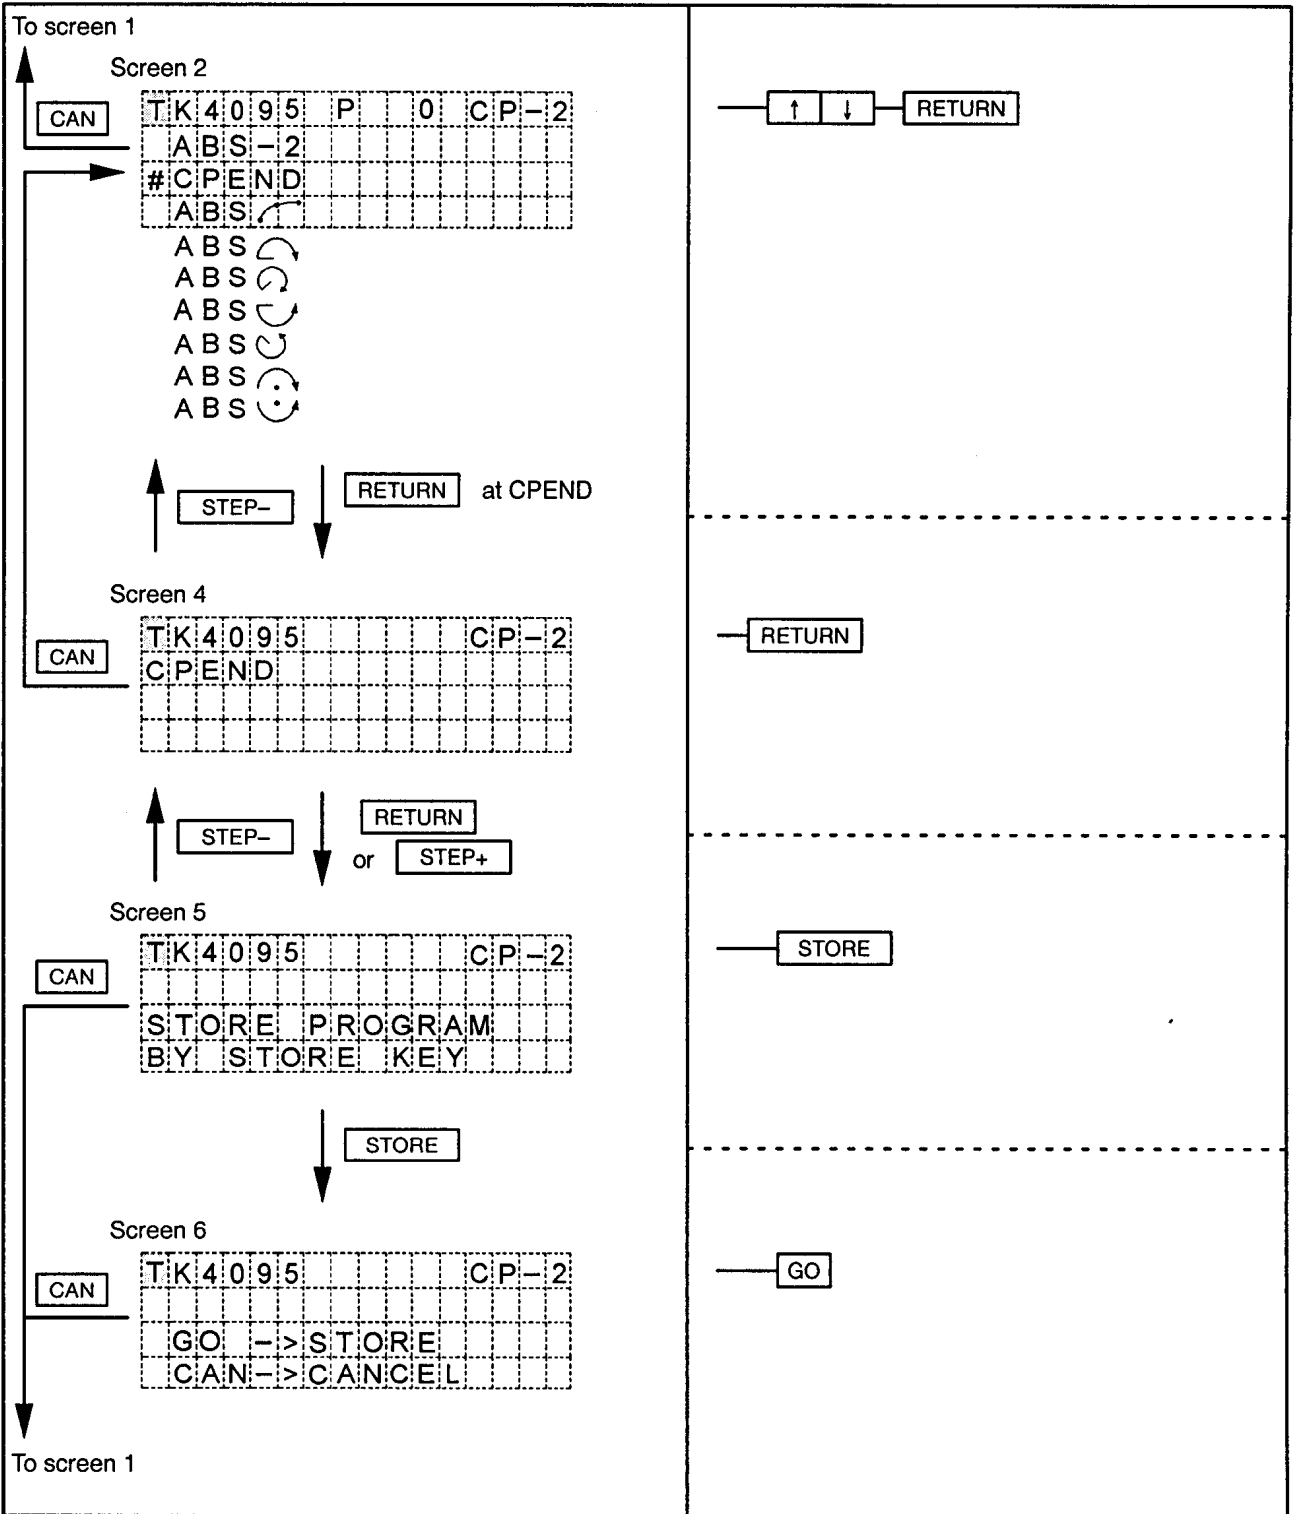 To screen 1
Screen 2
CAN
TK4095 P 0 CP-2
ABS-2
#CPEND
ABS
ABS
ABS
ABS
ABS
ABS
ABS
↑ ↓ RETURN
STEP–
RETURN at CPEND
Screen 4
CAN
TK4095 CP-2
CPEND
RETURN
STEP–
RETURN
or STEP+
Screen 5
CAN
TK4095 CP-2
STORE PROGRAM
BY STORE KEY
STORE
STORE
Screen 6
CAN
TK4095 CP-2
GO ->STORE
CAN->CANCEL
GO
To screen 1